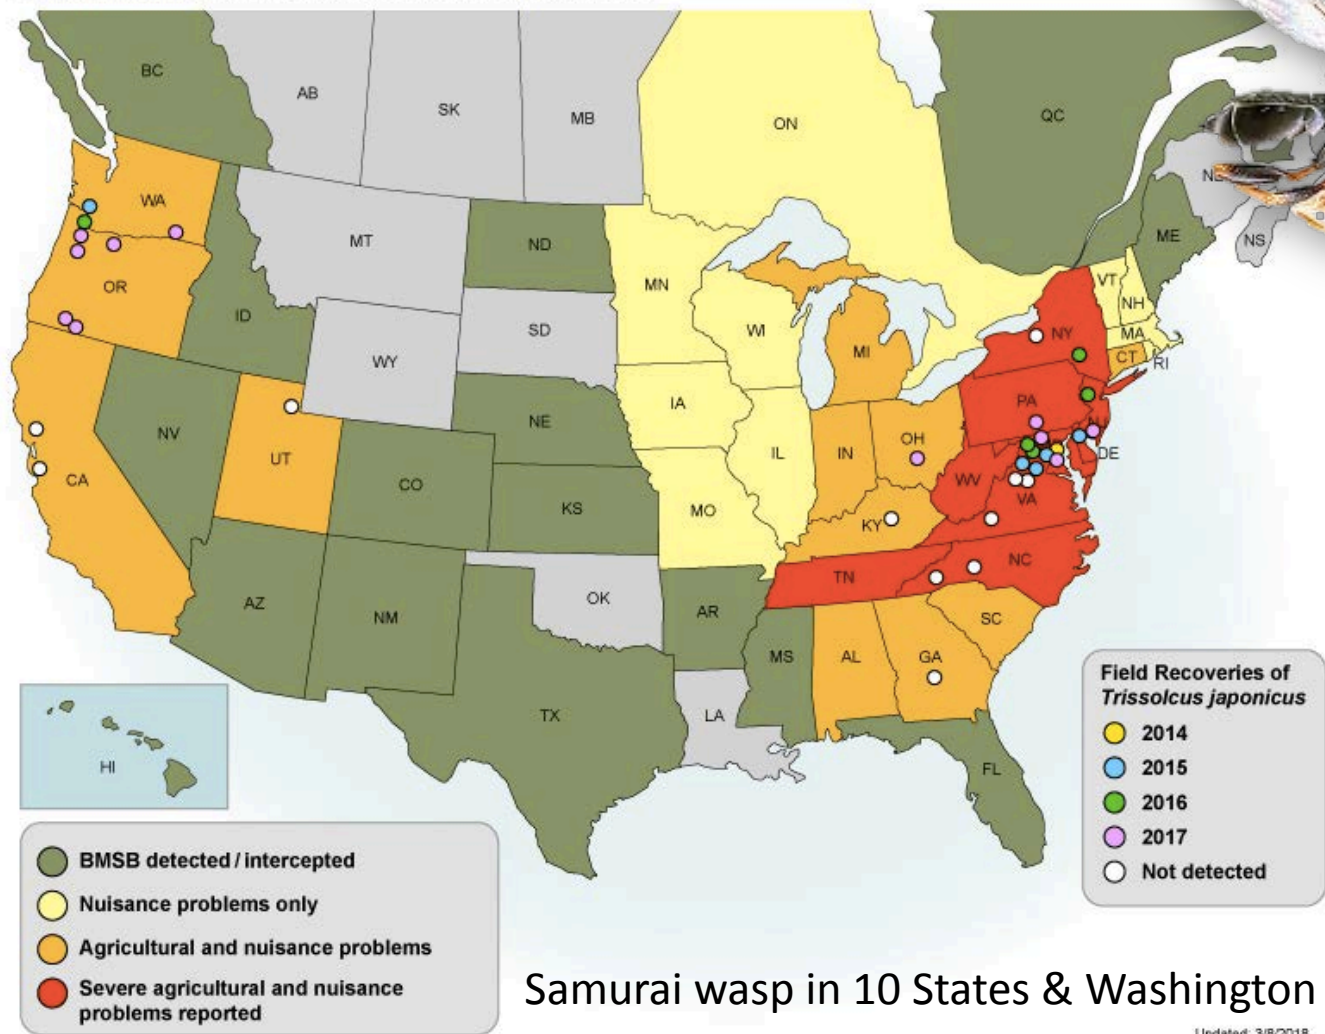 BC
AB
SK
MB
ON
QC
NS
WA
MT
ND
ME
OR
ID
MN
VT
NH
SD
WI
NY
MA
WY
MI
CT
RI
IA
PA
NE
NV
UT
IL
IN
OH
DE
CA
CO
WV
VA
KS
MO
KY
NC
TN
AZ
NM
OK
AR
SC
MS
AL
GA
TX
LA
FL
HI
Field Recoveries of
Trissolcus japonicus
2014
2015
2016
2017
Not detected
BMSB detected / intercepted
Nuisance problems only
Agricultural and nuisance problems
Severe agricultural and nuisance
problems reported
Samurai wasp in 10 States & Washington
Updated: 3/8/2018